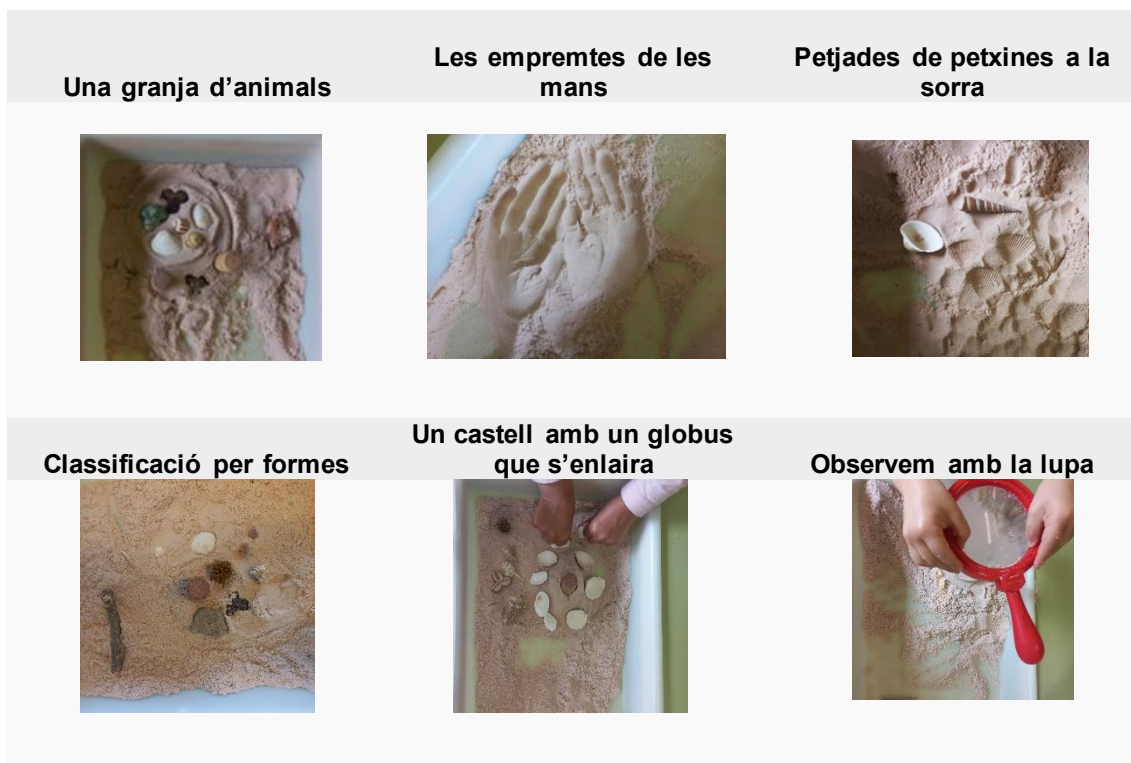 Una granja d’animals
Les empremtes de les
mans
Petjades de petxines a la
sorra
Classificació per formes
Un castell amb un globus
que s’enlaira
Observem amb la lupa